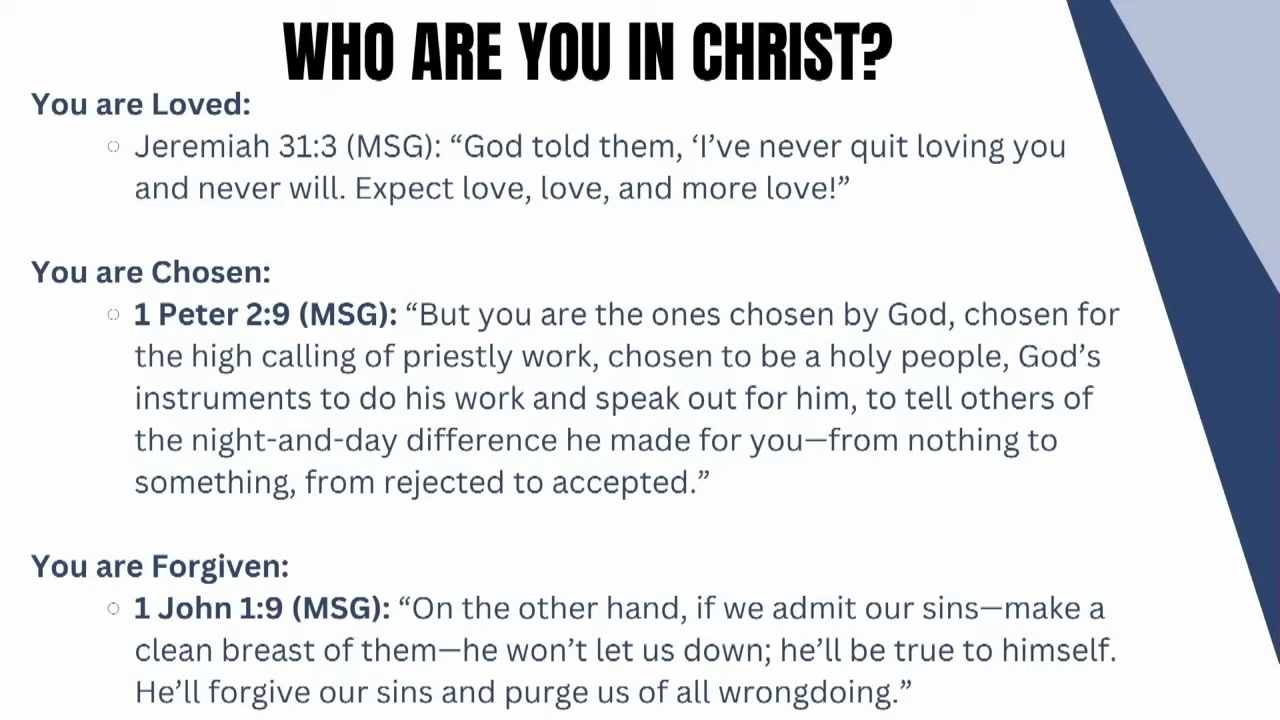 WHO ARE YOU IN CHRIST?
You are Loved:
Jeremiah 31:3 (MSG): “God told them, ‘I’ve never quit loving you
and never will. Expect love, love, and more love!”
You are Chosen:
1 Peter 2:9 (MSG): “But you are the ones chosen by God, chosen for
the high calling of priestly work, chosen to be a holy people, God’s
instruments to do his work and speak out for him, to tell others of
the night-and-day difference he made for you—from nothing to
something, from rejected to accepted.”
You are Forgiven:
1 John 1:9 (MSG): “On the other hand, if we admit our sins—make a
clean breast of them—he won’t let us down; he’ll be true to himself.
He’ll forgive our sins and purge us of all wrongdoing.”